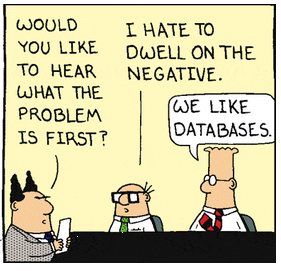 WOULD
YOU LIKE
TO HEAR
WHAT THE
PROBLEM
IS FIRST?
I HATE TO
DWELL ON THE
NEGATIVE.
WE LIKE
DATABASES.